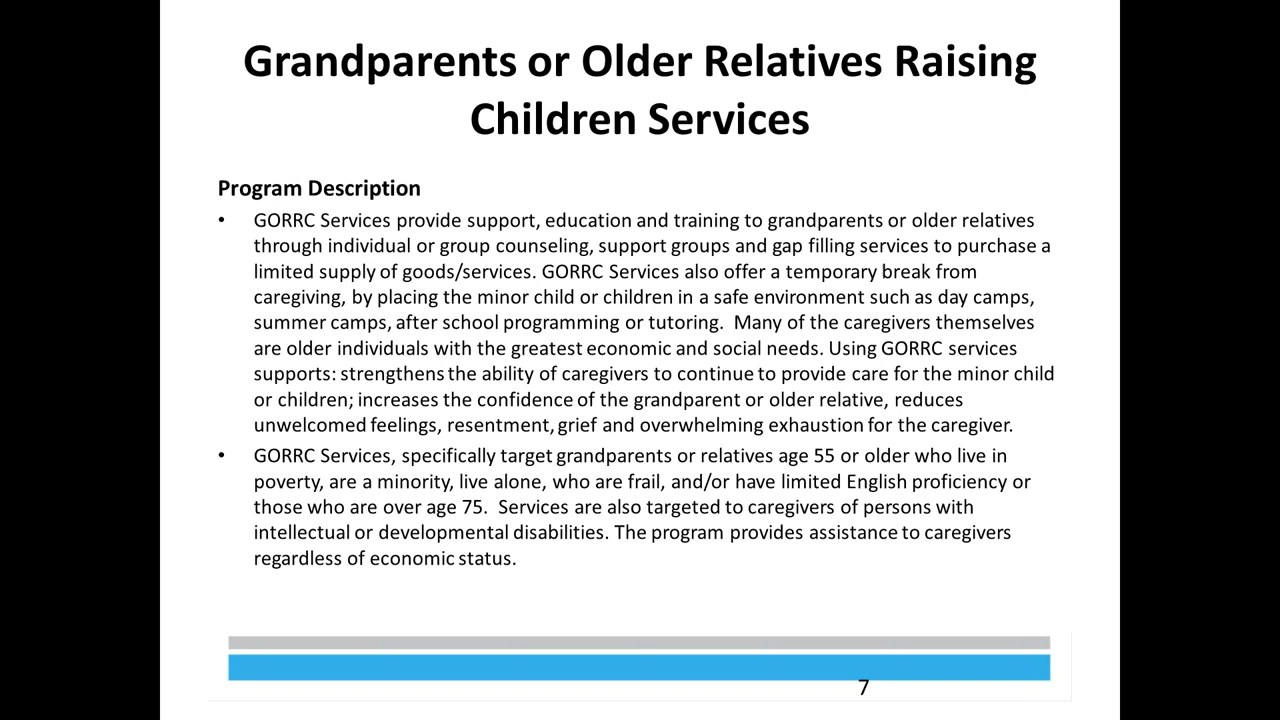 Grandparents or Older Relatives Raising
Children Services
Program Description
• GORRC Services provide support, education and training to grandparents or older relatives
through individual or group counseling, support groups and gap filling services to purchase a
limited supply of goods/services. GORRC Services also offer a temporary break from
caregiving, by placing the minor child or children in a safe environment such as day camps,
summer camps, after school programming or tutoring.  Many of the caregivers themselves
are older individuals with the greatest economic and social needs. Using GORRC services
supports: strengthens the ability of caregivers to continue to provide care for the minor child
or children; increases the confidence of the grandparent or older relative, reduces
unwelcomed feelings, resentment, grief and overwhelming exhaustion for the caregiver.
• GORRC Services, specifically target grandparents or relatives age 55 or older who live in
poverty, are a minority, live alone, who are frail, and/or have limited English proficiency or
those who are over age 75.  Services are also targeted to caregivers of persons with
intellectual or developmental disabilities. The program provides assistance to caregivers
regardless of economic status.
7